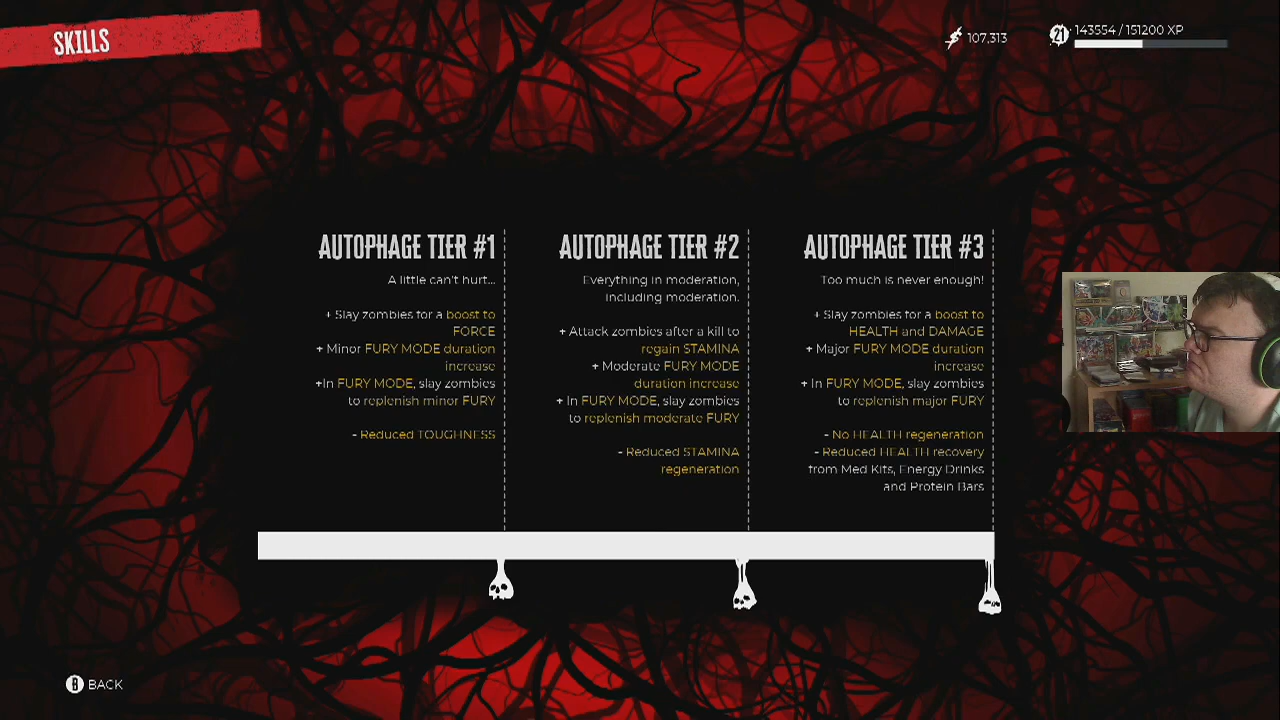 SKILLS
107,313
21
143554 / 151200 XP
AUTOPHAGE TIER #1
A little can't hurt...
+ Slay zombies for a boost to
FORCE
+ Minor FURY MODE duration
increase
+In FURY MODE, slay zombies
to replenish minor FURY
- Reduced TOUGHNESS
AUTOPHAGE TIER #2
Everything in moderation,
including moderation.
+ Attack zombies after a kill to
regain STAMINA
+ Moderate FURY MODE
duration increase
+ In FURY MODE, slay zombies
to replenish moderate FURY
- Reduced STAMINA
regeneration
AUTOPHAGE TIER #3
Too much is never enough!
+ Slay zombies for a boost to
HEALTH and DAMAGE
+ Major FURY MODE duration
increase
+ In FURY MODE, slay zombies
to replenish major FURY
- No HEALTH regeneration
- Reduced HEALTH recovery
from Med Kits, Energy Drinks
and Protein Bars
B BACK